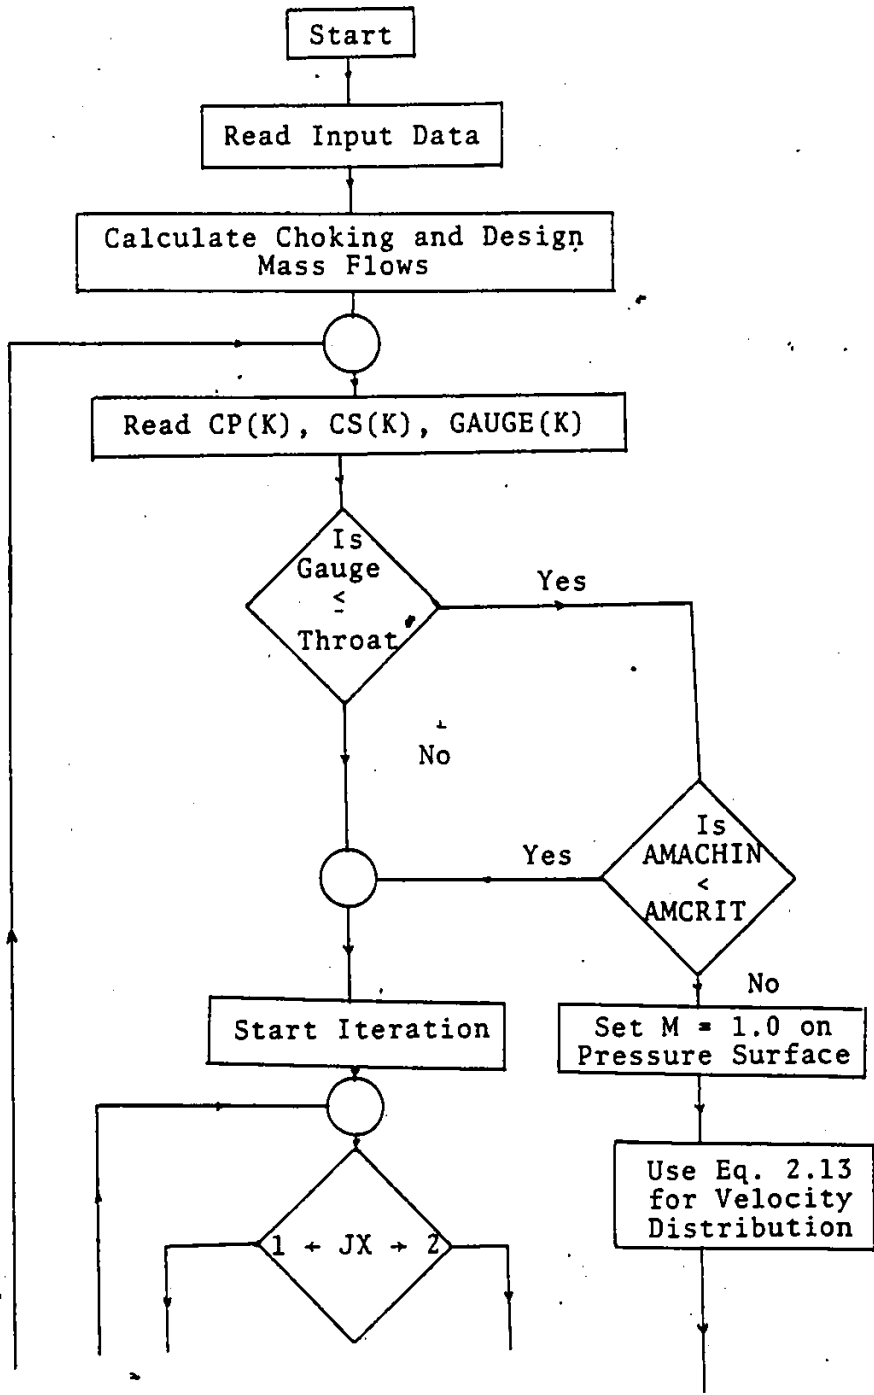 Start
Read Input Data
Calculate Choking and Design
Mass Flows
Read CP(K), CS(K), GAUGE(K)
Is
Gauge
≤
Throat
Yes
No
Is
AMACHIN
<
AMCRIT
Yes
No
Start Iteration
Set M = 1.0 on
Pressure Surface
Use Eq. 2.13
for Velocity
Distribution
1 ← JX → 2